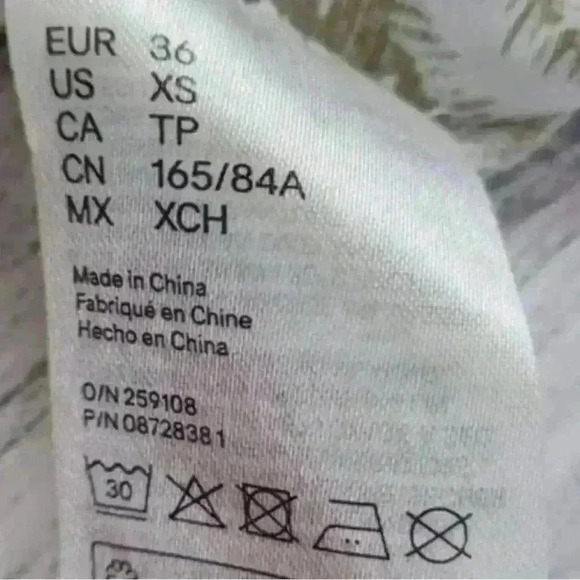 EUR 36
US XS
CA TP
CN 165/84A
MX XCH
Made in China
Fabriqué en Chine
Hecho en China
O/N 259108
P/N 08728381
30